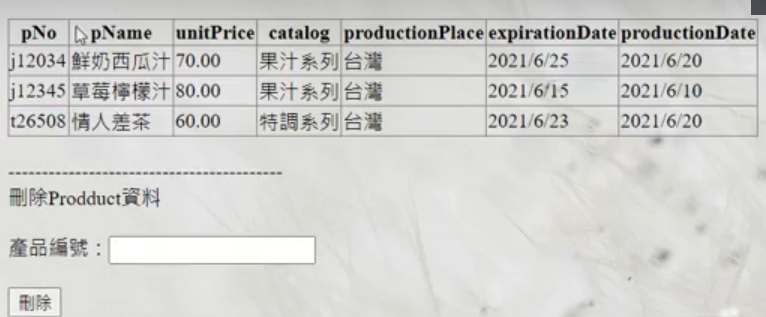 pNo pName unitPrice catalog productionPlace expirationDate productionDate
j12034 鮮奶西瓜汁 70.00 果汁系列 台灣 2021/6/25 2021/6/20
j12345 草莓檸檬汁 80.00 果汁系列 台灣 2021/6/15 2021/6/10
t26508 情人差茶 60.00 特調系列 台灣 2021/6/23 2021/6/20
-----------------------------------------
刪除Prodduct資料
產品編號：
刪除